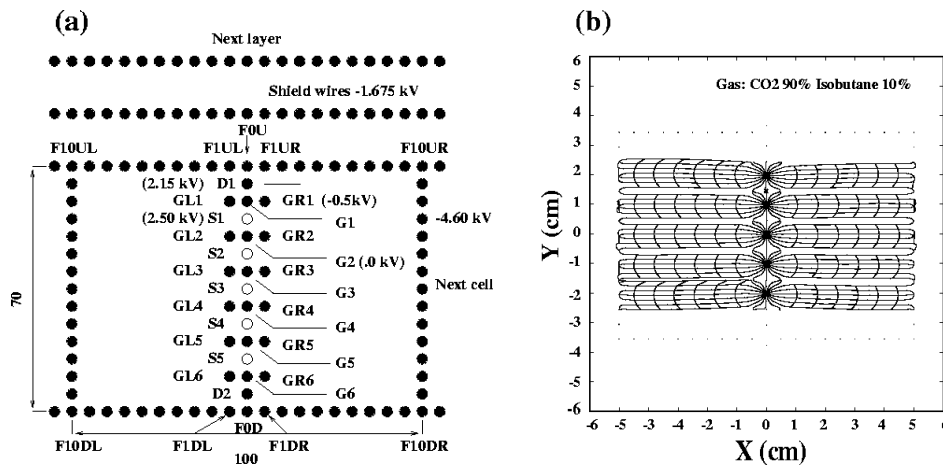 (a)
Next layer
Shield wires -1.675 kV
F0U
F10UL F1UL F1UR F10UR
(2.15 kV) D1
GL1 GR1 (-0.5kV)
(2.50 kV) S1 G1 -4.60 kV
GL2 GR2
S2 G2 (.0 kV)
GL3 GR3
S3 G3 Next cell
GL4 GR4
S4 G4
GL5 GR5
S5 G5
GL6 GR6 G6
D2
70
F0D
F10DL F1DL F1DR F10DR
100
(b)
Gas: CO2 90% Isobutane 10%
Y (cm)
6
5
4
3
2
1
0
-1
-2
-3
-4
-5
-6
-6 -5 -4 -3 -2 -1 0 1 2 3 4 5 6
X (cm)